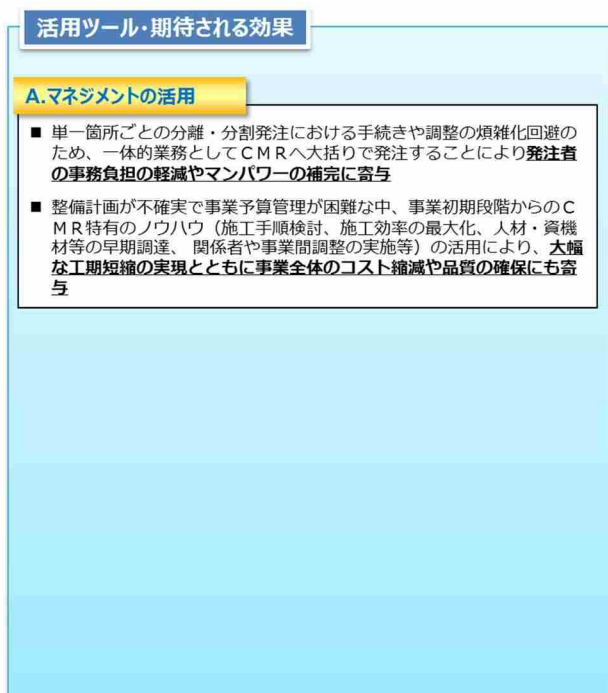 活用ツール・期待される効果
A.マネジメントの活用
■ 単一箇所ごとの分離・分割発注における手続きや調整の煩雑化回避の
ため、一体的業務としてＣＭＲへ大括りで発注することにより発注者
の事務負担の軽減やマンパワーの補完に寄与
■ 整備計画が不確実で事業予算管理が困難な中、事業初期段階からのＣ
ＭＲ特有のノウハウ（施工手順検討、施工効率の最大化、人材・資機
材等の早期調達、 関係者や事業間調整の実施等）の活用により、大幅
な工期短縮の実現とともに事業全体のコスト縮減や品質の確保にも寄
与